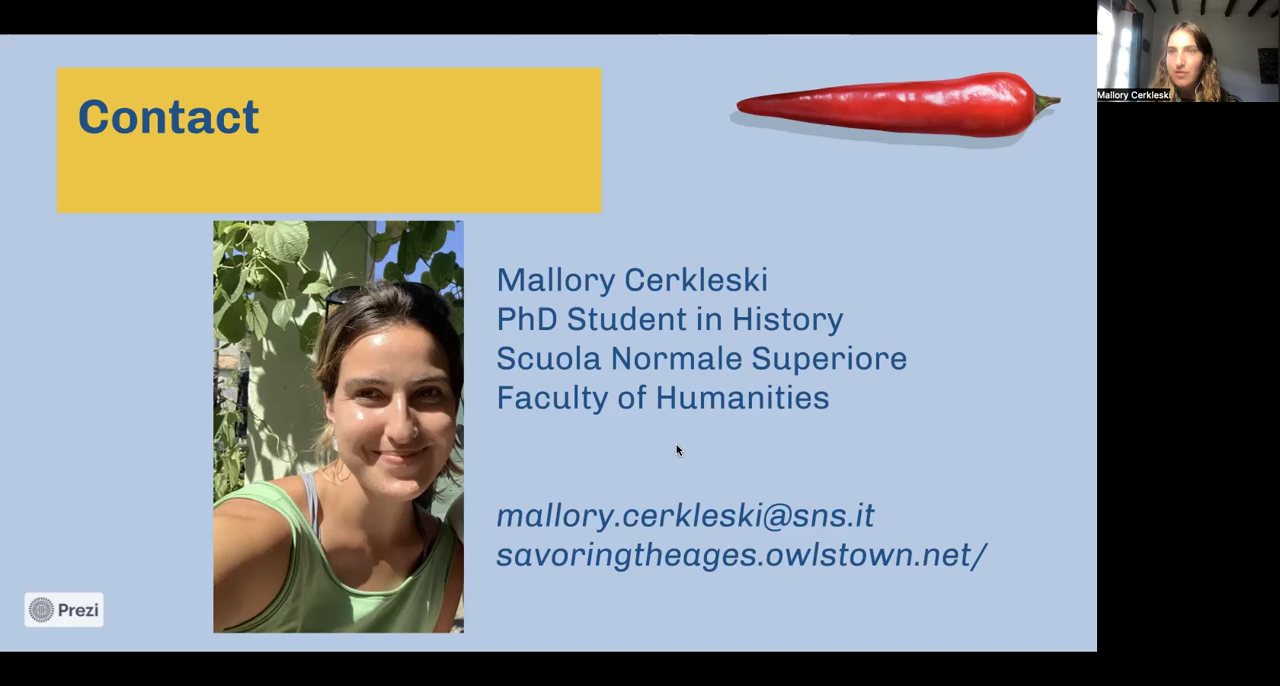 Contact
Mallory Cerkleski
Mallory Cerkleski
PhD Student in History
Scuola Normale Superiore
Faculty of Humanities
mallory.cerkleski@sns.it
savoringtheages.owlstown.net/
Prezi